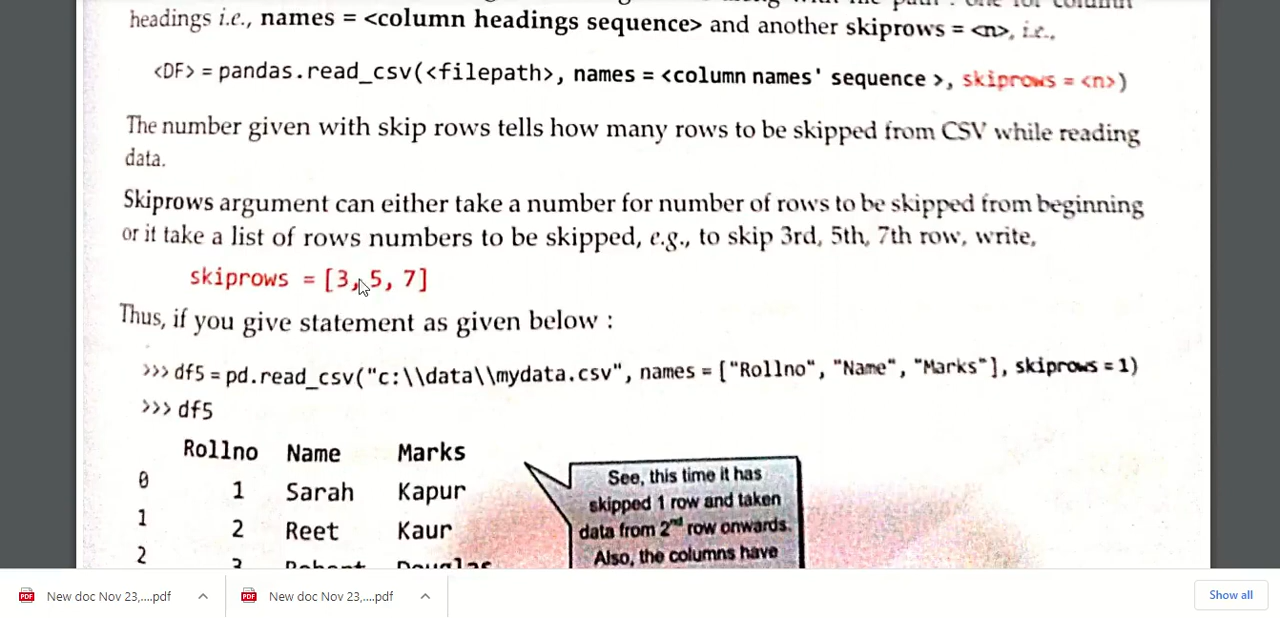 headings i.e., names = <column headings sequence> and another skiprows = <n>, i.e.,
<DF> = pandas.read_csv(<filepath>, names = <column names' sequence >, skiprows = <n>)
The number given with skip rows tells how many rows to be skipped from CSV while reading
data.
Skiprows argument can either take a number for number of rows to be skipped from beginning
or it take a list of rows numbers to be skipped, e.g., to skip 3rd, 5th, 7th row, write,
skiprows = [3, 5, 7]
Thus, if you give statement as given below :
>>> df5 = pd.read_csv("c:\\data\\mydata.csv", names = ["Rollno", "Name", "Marks"], skiprows = 1)
>>> df5
Rollno Name Marks
0 1 Sarah Kapur
1 2 Reet Kaur
2 3 Robert Douglas
See, this time it has
skipped 1 row and taken
data from 2nd row onwards.
Also, the columns have
New doc Nov 23,....pdf
New doc Nov 23,....pdf
Show all